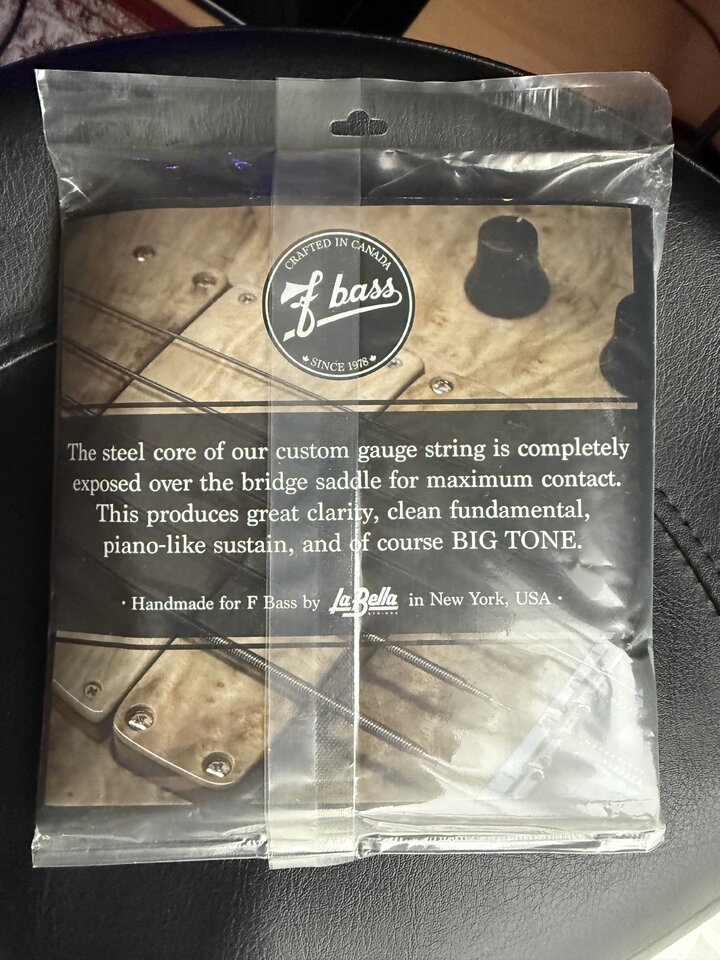 CRAFTED IN CANADA
f bass
SINCE 1978
The steel core of our custom gauge string is completely
exposed over the bridge saddle for maximum contact.
This produces great clarity, clean fundamental,
piano-like sustain, and of course BIG TONE.
· Handmade for F Bass by La Bella STRINGS in New York, USA ·